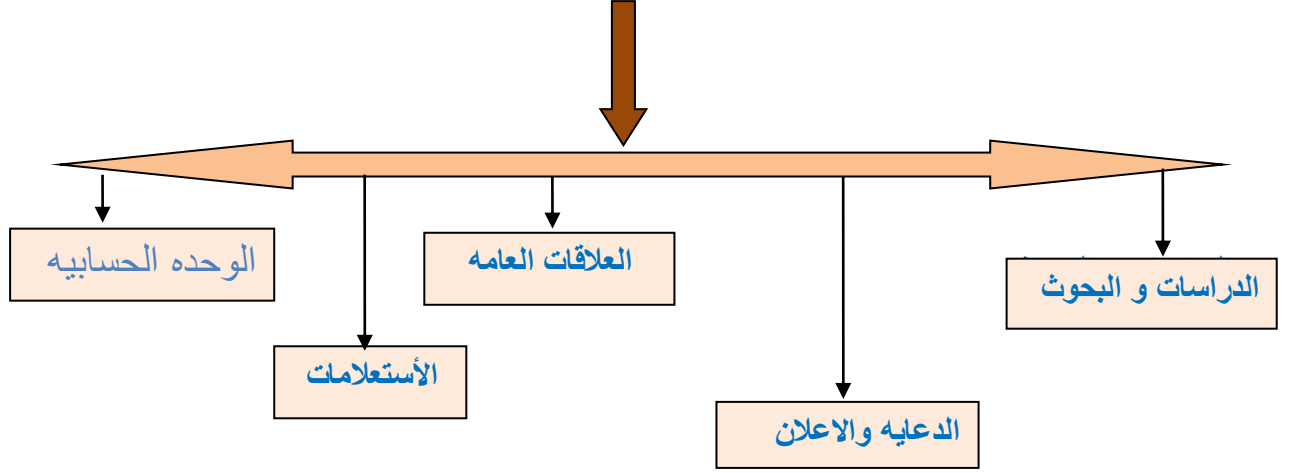 الدراسات و البحوث
الدعايه والاعلان
العلاقات العامه
الأستعلامات
الوحده الحسابيه